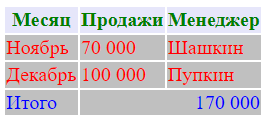 Месяц Продажи Менеджер
Ноябрь 70 000 Шашкин
Декабрь 100 000 Пупкин
Итого 170 000